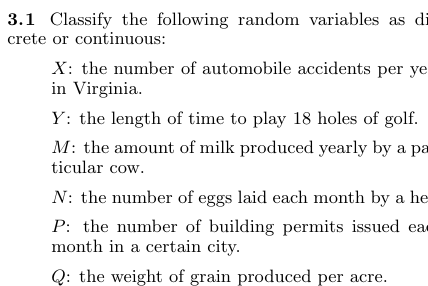 3.1 Classify the following random variables as di
crete or continuous:
X: the number of automobile accidents per ye
in Virginia.
Y: the length of time to play 18 holes of golf.
M: the amount of milk produced yearly by a pa
ticular cow.
N: the number of eggs laid each month by a he
P: the number of building permits issued ea
month in a certain city.
Q: the weight of grain produced per acre.